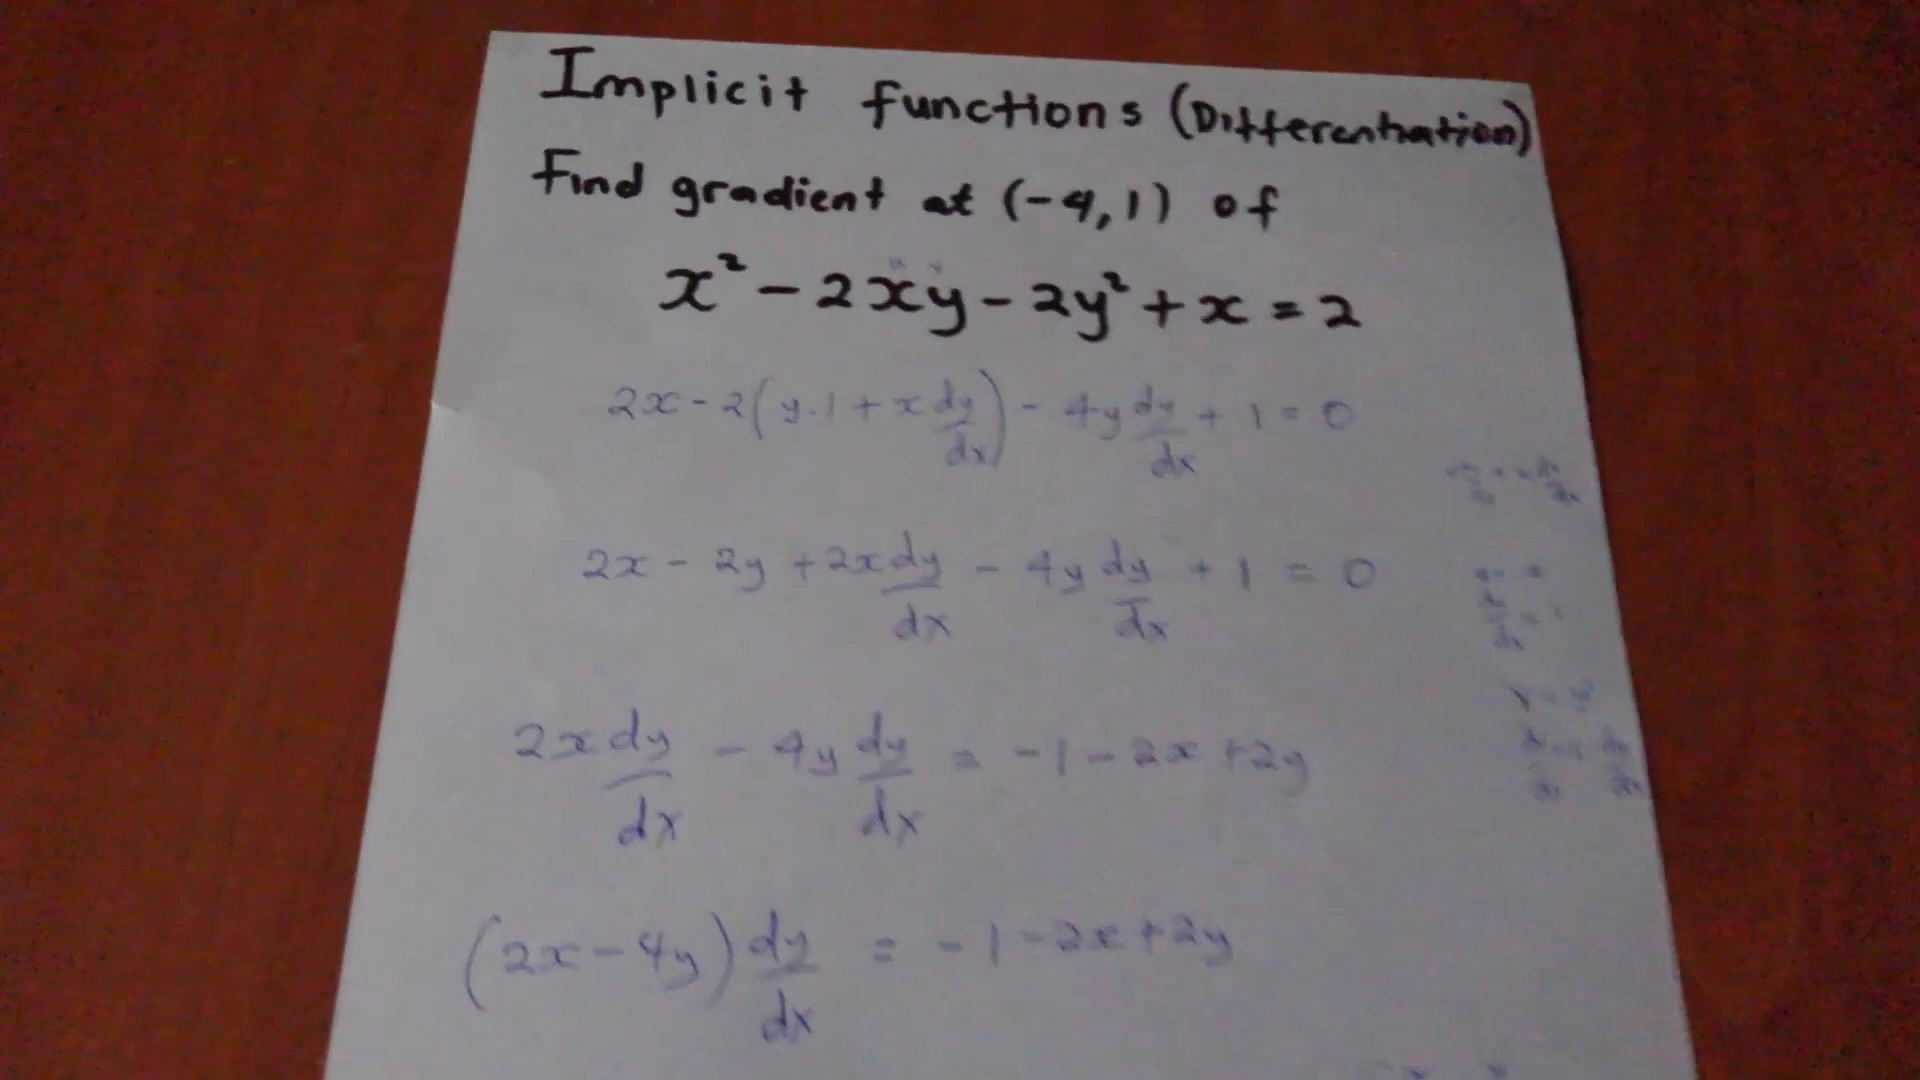 Implicit functions (Differentiation)
Find gradient at (-4,1) of
x² - 2xy - 2y² + x = 2
2x - 2(y.1 + x dy/dx) - 4y dy/dx + 1 = 0
2x - 2y + 2x dy/dx - 4y dy/dx + 1 = 0
2x dy/dx - 4y dy/dx = -1 - 2x + 2y
(2x - 4y) dy/dx = -1 - 2x + 2y